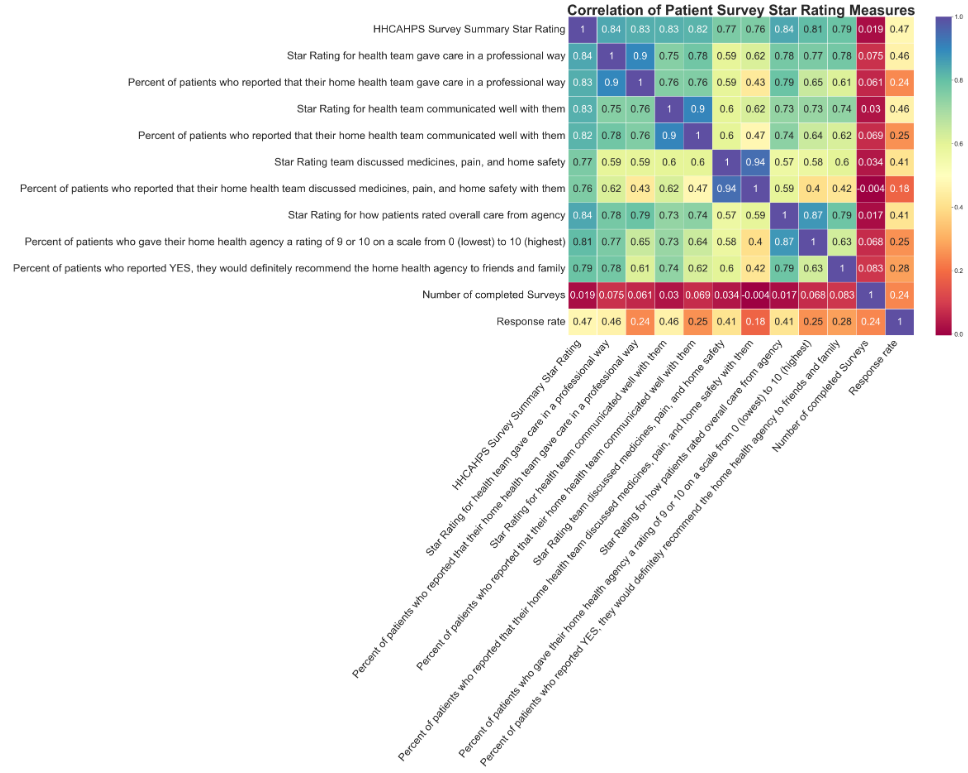 Correlation of Patient Survey Star Rating Measures
HHCAHPS Survey Summary Star Rating 1 0.84 0.83 0.83 0.82 0.77 0.76 0.84 0.81 0.79 0.019 0.47
Star Rating for health team gave care in a professional way 0.84 1 0.9 0.75 0.78 0.59 0.62 0.78 0.77 0.78 0.075 0.46
Percent of patients who reported that their home health team gave care in a professional way 0.83 0.9 1 0.76 0.76 0.59 0.43 0.79 0.65 0.61 0.061 0.24
Star Rating for health team communicated well with them 0.83 0.75 0.76 1 0.9 0.6 0.62 0.73 0.73 0.74 0.03 0.46
Percent of patients who reported that their home health team communicated well with them 0.82 0.78 0.76 0.9 1 0.6 0.47 0.74 0.64 0.62 0.069 0.25
Star Rating team discussed medicines, pain, and home safety 0.77 0.59 0.59 0.6 0.6 1 0.94 0.57 0.58 0.6 0.034 0.41
Percent of patients who reported that their home health team discussed medicines, pain, and home safety with them 0.76 0.62 0.43 0.62 0.47 0.94 1 0.59 0.4 0.42 -0.004 0.18
Star Rating for how patients rated overall care from agency 0.84 0.78 0.79 0.73 0.74 0.57 0.59 1 0.87 0.79 0.017 0.41
Percent of patients who gave their home health agency a rating of 9 or 10 on a scale from 0 (lowest) to 10 (highest) 0.81 0.77 0.65 0.73 0.64 0.58 0.4 0.87 1 0.63 0.068 0.25
Percent of patients who reported YES, they would definitely recommend the home health agency to friends and family 0.79 0.78 0.61 0.74 0.62 0.6 0.42 0.79 0.63 1 0.083 0.28
Number of completed Surveys 0.019 0.075 0.061 0.03 0.069 0.034 -0.004 0.017 0.068 0.083 1 0.24
Response rate 0.47 0.46 0.24 0.46 0.25 0.41 0.18 0.41 0.25 0.28 0.24 1
HHCAHPS Survey Summary Star Rating
Star Rating for health team gave care in a professional way
Percent of patients who reported that their home health team gave care in a professional way
Star Rating for health team communicated well with them
Percent of patients who reported that their home health team communicated well with them
Star Rating team discussed medicines, pain, and home safety
Percent of patients who reported that their home health team discussed medicines, pain, and home safety with them
Star Rating for how patients rated overall care from agency
Percent of patients who gave their home health agency a rating of 9 or 10 on a scale from 0 (lowest) to 10 (highest)
Percent of patients who reported YES, they would definitely recommend the home health agency to friends and family
Number of completed Surveys
Response rate
1.0
0.8
0.6
0.4
0.2
0.0